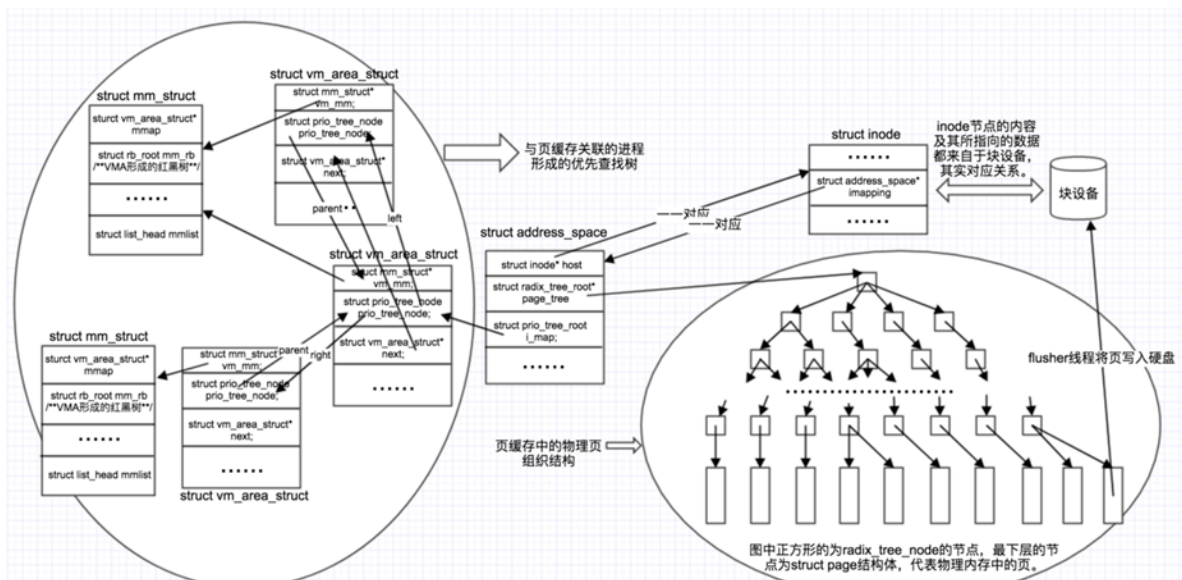 struct mm_struct
sturct vm_area_struct*
mmap
struct rb_root mm_rb
/**VMA形成的红黑树**/
······
struct list_head mmlist
struct vm_area_struct
struct mm_struct*
vm_mm;
struct prio_tree_node
prio_tree_node;
struct vm_area_struct*
next;
parent
left
与页缓存关联的进程
形成的优先查找树
struct vm_area_struct
struct mm_struct*
vm_mm;
struct prio_tree_node
prio_tree_node;
struct vm_area_struct*
next;
······
struct mm_struct
sturct vm_area_struct*
mmap
struct rb_root mm_rb
/**VMA形成的红黑树**/
······
struct list_head mmlist
struct mm_struct
vm_mm;
struct prio_tree_node
prio_tree_node;
struct vm_area_struct*
next;
······
struct vm_area_struct
parent
right
struct address_space
struct inode* host
struct radix_tree_root*
page_tree
struct prio_tree_root
i_map;
······
一一对应
一一对应
struct inode
······
struct address_space*
imapping
······
inode节点的内容
及其所指向的数据
都来自于块设备,
其实对应关系。
块设备
flusher线程将页写入硬盘
页缓存中的物理页
组织结构
图中正方形的为radix_tree_node的节点，最下层的节
点为struct page结构体，代表物理内存中的页。